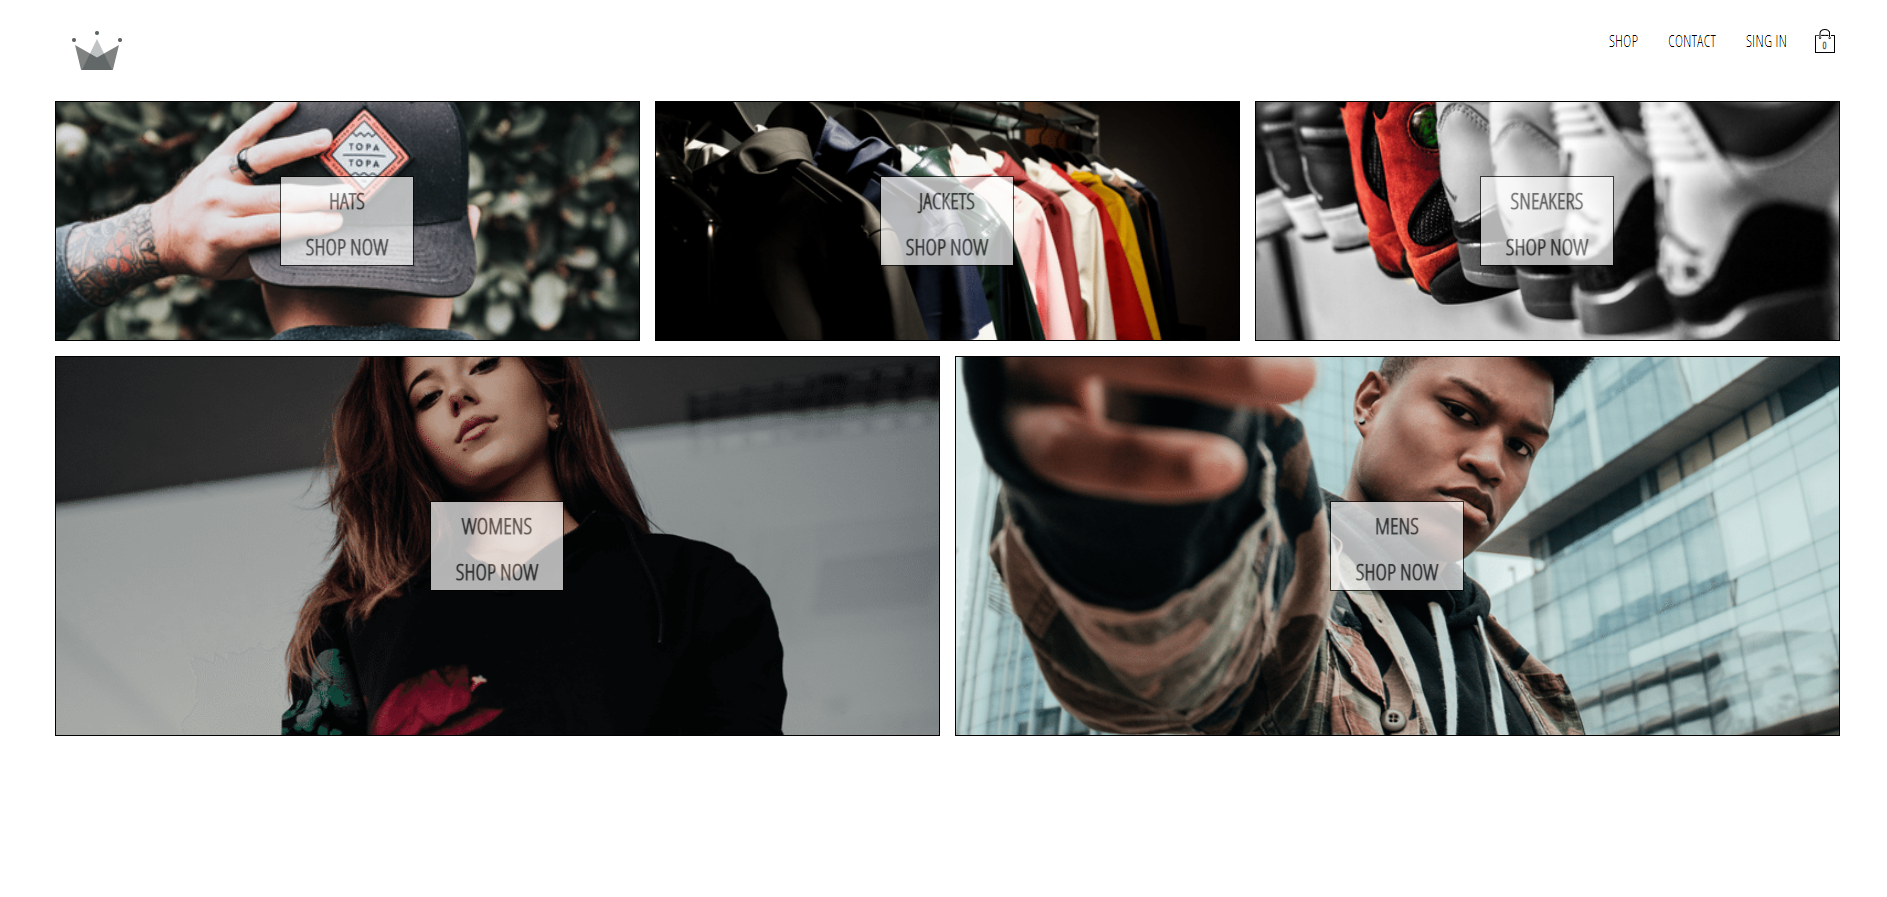 SHOP
CONTACT
SING IN
0
TOPA
TOPA
HATS
SHOP NOW
JACKETS
SHOP NOW
SNEAKERS
SHOP NOW
WOMENS
SHOP NOW
MENS
SHOP NOW